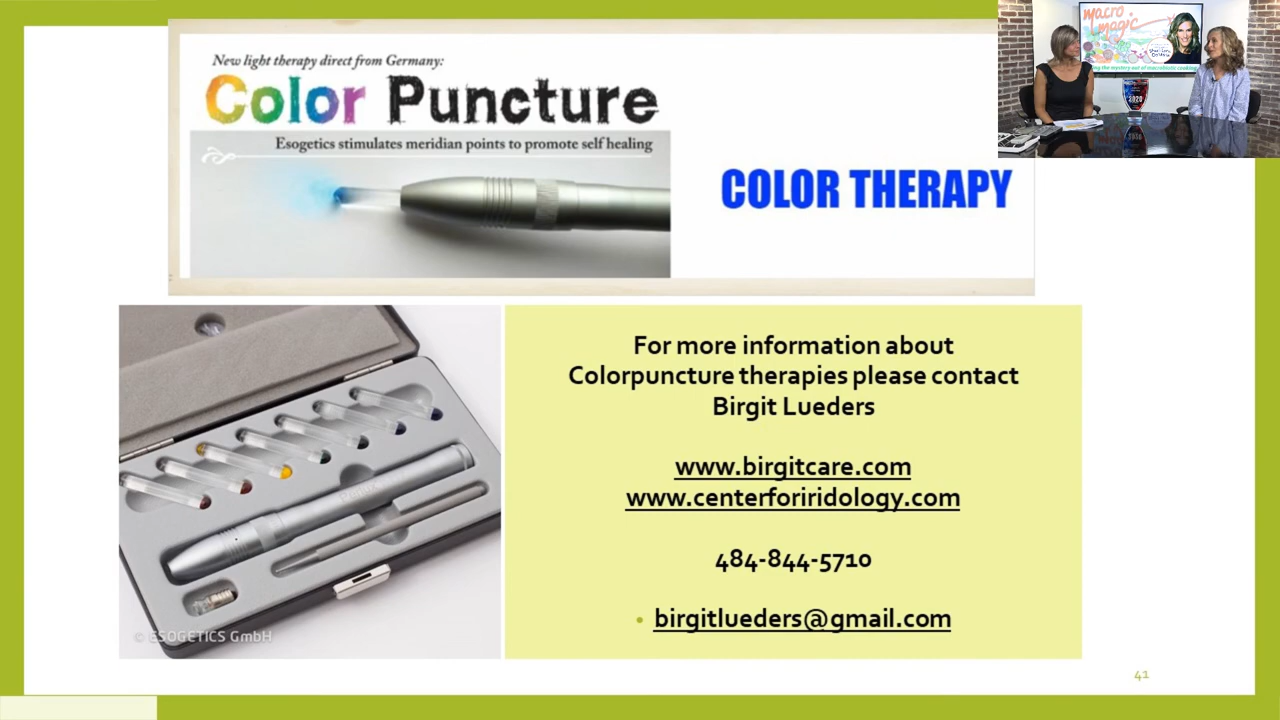 New light therapy direct from Germany:
Color Puncture
Esogetics stimulates meridian points to promote self healing
COLOR THERAPY
macro
magic
For more information about
Colorpuncture therapies please contact
Birgit Lueders
www.birgitcare.com
www.centerforiridology.com
484-844-5710
• birgitlueders@gmail.com
© ESOGETICS GmbH
41